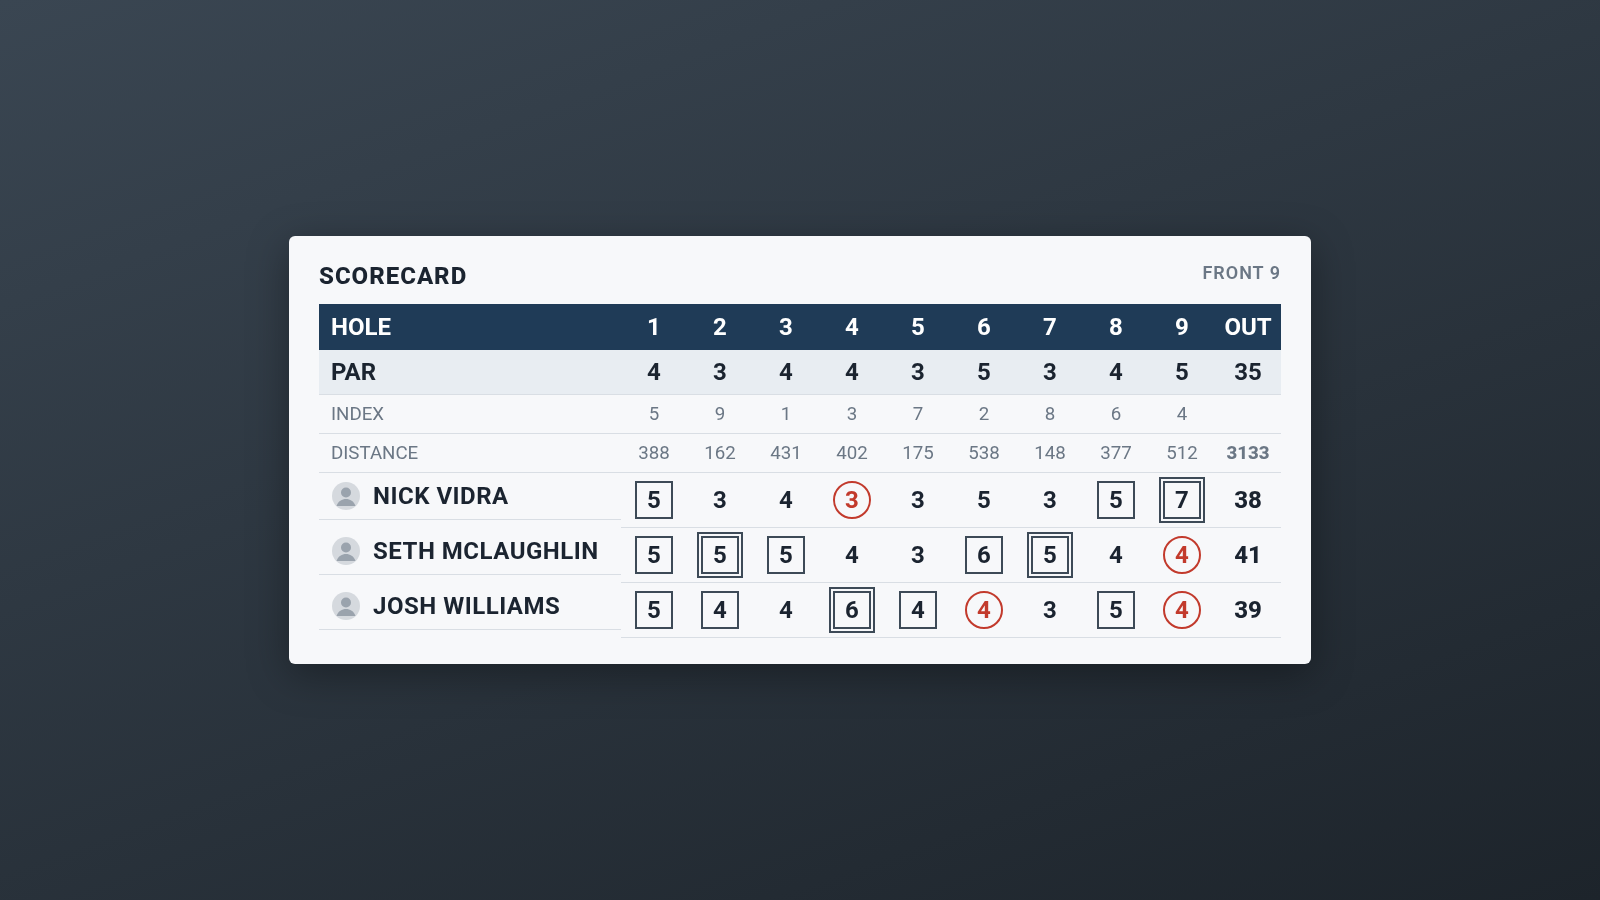 SCORECARD FRONT 9
HOLE 1 2 3 4 5 6 7 8 9 OUT
PAR 4 3 4 4 3 5 3 4 5 35
INDEX 5 9 1 3 7 2 8 6 4
DISTANCE 388 162 431 402 175 538 148 377 512 3133
NICK VIDRA 5 3 4 3 3 5 3 5 7 38
SETH MCLAUGHLIN 5 5 5 4 3 6 5 4 4 41
JOSH WILLIAMS 5 4 4 6 4 4 3 5 4 39